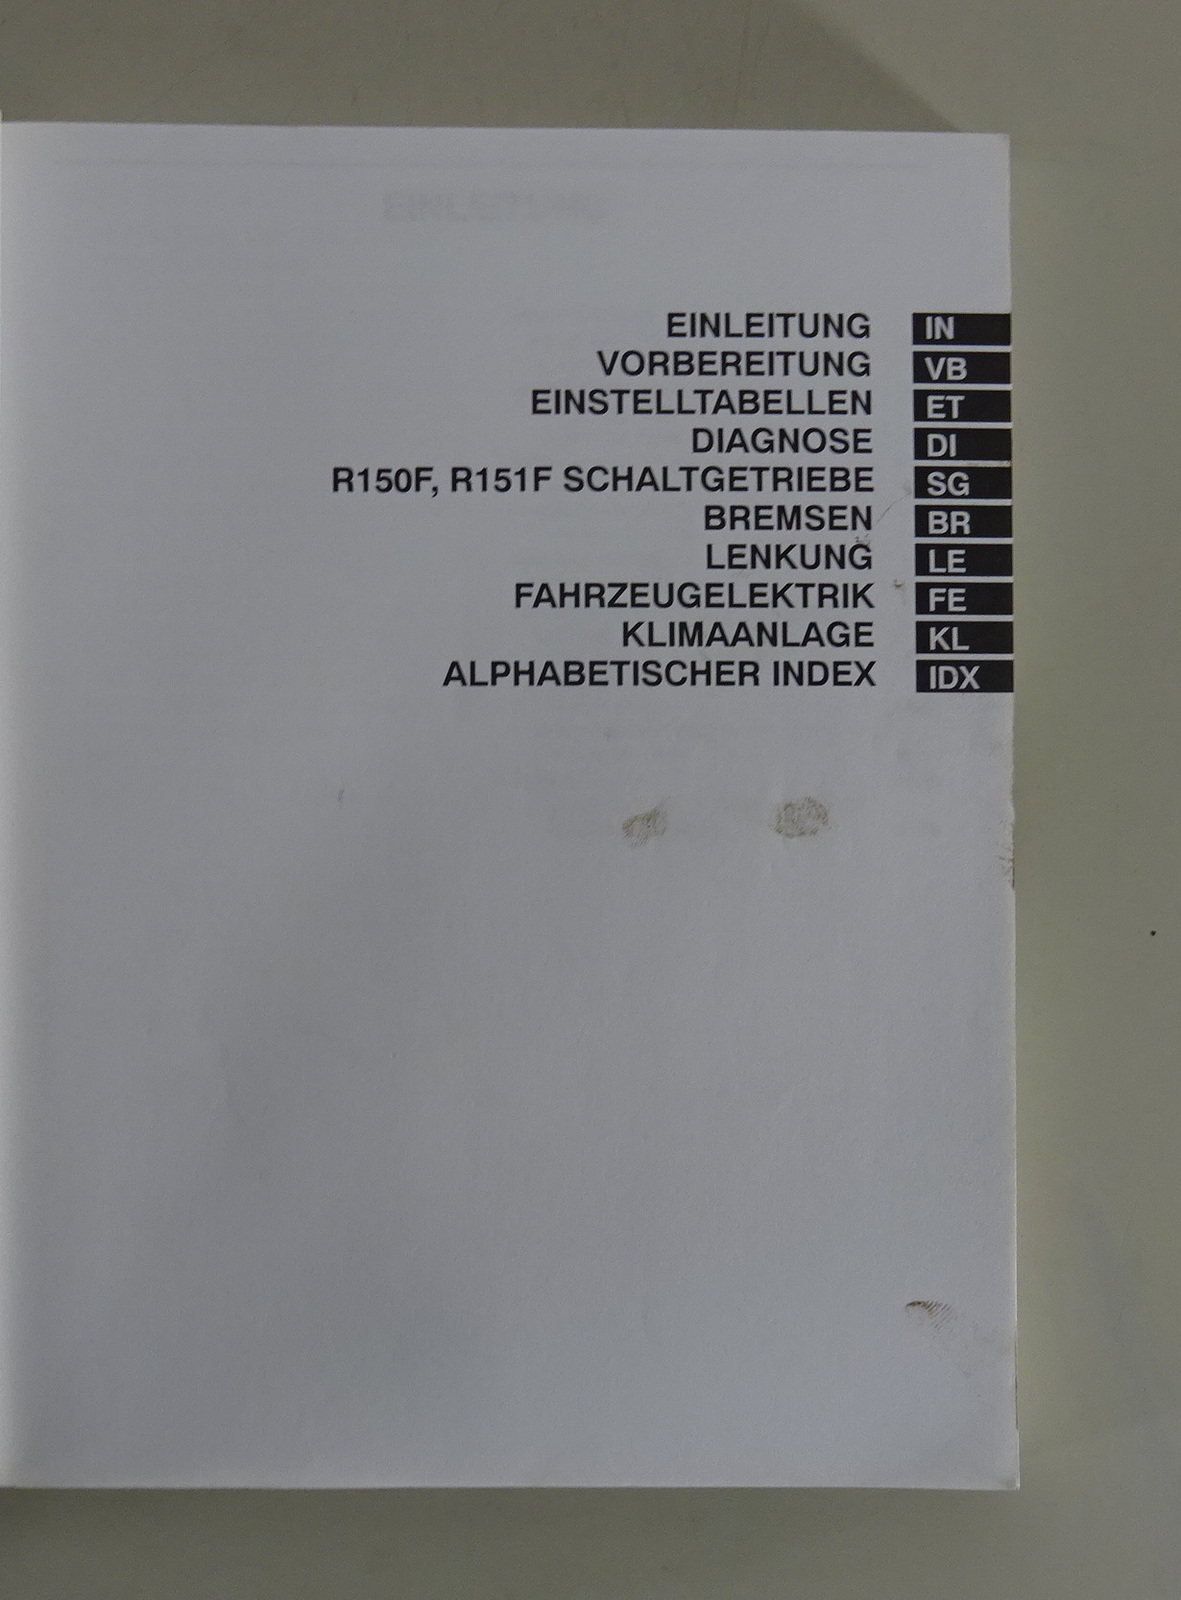 EINLEITUNG IN
VORBEREITUNG VB
EINSTELLTABELLEN ET
DIAGNOSE DI
R150F, R151F SCHALTGETRIEBE SG
BREMSEN BR
LENKUNG LE
FAHRZEUGELEKTRIK FE
KLIMAANLAGE KL
ALPHABETISCHER INDEX IDX